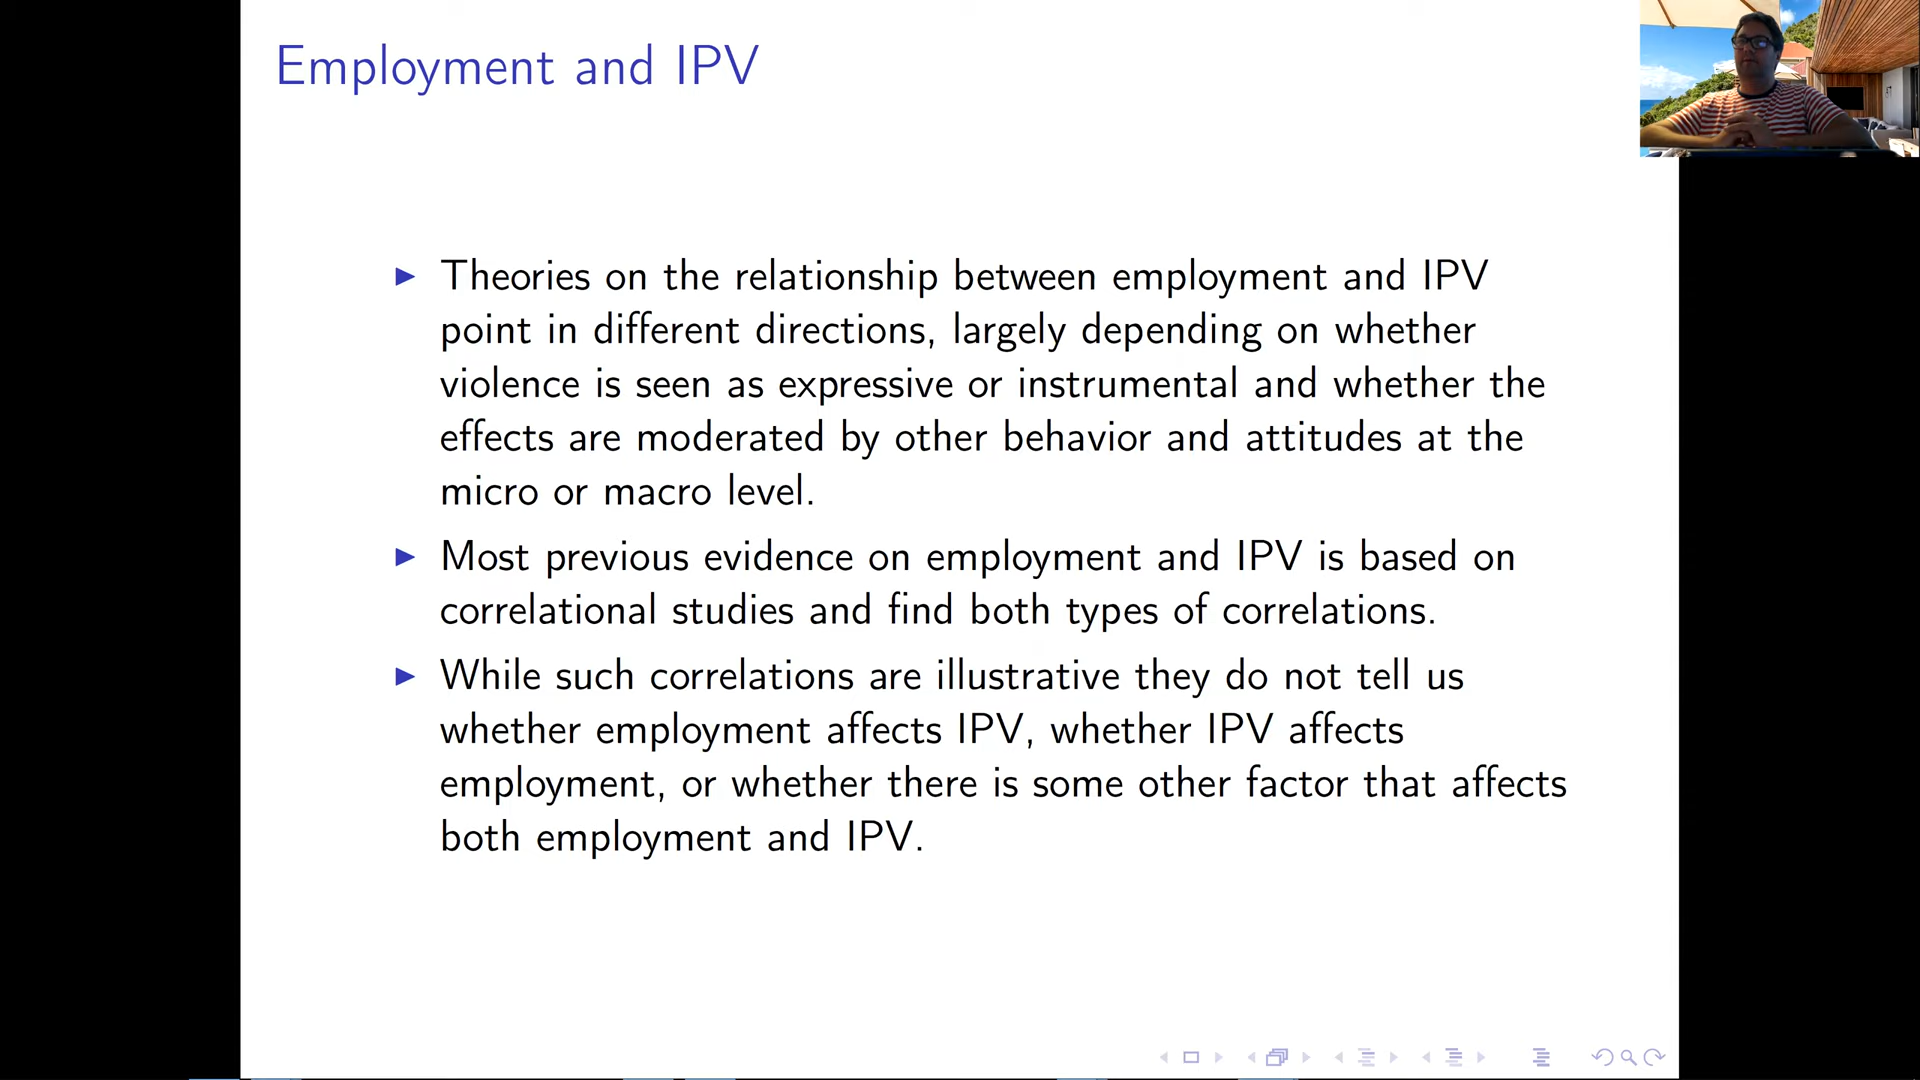 Employment and IPV
Theories on the relationship between employment and IPV
point in different directions, largely depending on whether
violence is seen as expressive or instrumental and whether the
effects are moderated by other behavior and attitudes at the
micro or macro level.
Most previous evidence on employment and IPV is based on
correlational studies and find both types of correlations.
While such correlations are illustrative they do not tell us
whether employment affects IPV, whether IPV affects
employment, or whether there is some other factor that affects
both employment and IPV.